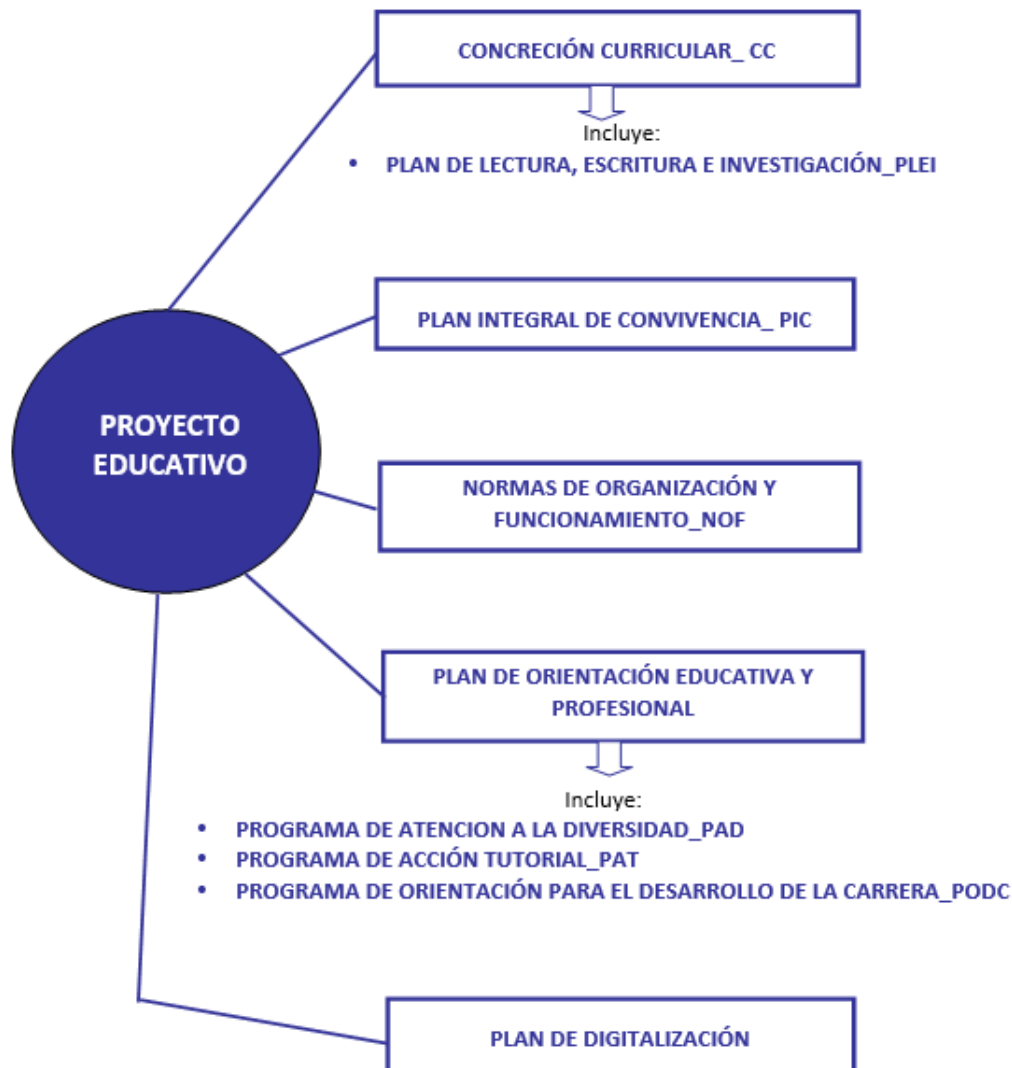 CONCRECIÓN CURRICULAR_ CC
Incluye:
• PLAN DE LECTURA, ESCRITURA E INVESTIGACIÓN_PLEI
PLAN INTEGRAL DE CONVIVENCIA_ PIC
PROYECTO
EDUCATIVO
NORMAS DE ORGANIZACIÓN Y
FUNCIONAMIENTO_NOF
PLAN DE ORIENTACIÓN EDUCATIVA Y
PROFESIONAL
Incluye:
• PROGRAMA DE ATENCION A LA DIVERSIDAD_PAD
• PROGRAMA DE ACCIÓN TUTORIAL_PAT
• PROGRAMA DE ORIENTACIÓN PARA EL DESARROLLO DE LA CARRERA_PODC
PLAN DE DIGITALIZACIÓN